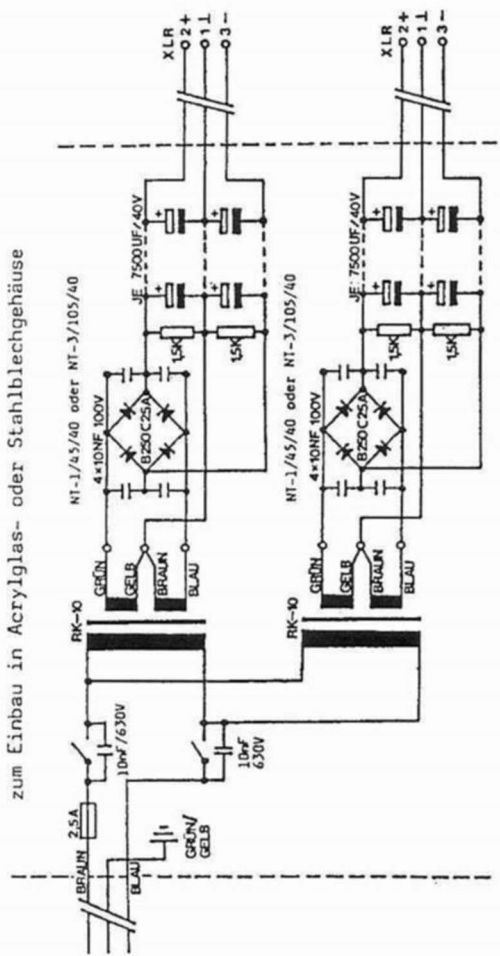 zum Einbau in Acrylglas- oder Stahlblechgehäuse
BRAUN
2,5A
10nF/630V
BLAU
GRÜN/
GELB
10nF
630V
RK-10
GRÜN
GELB
BRAUN
BLAU
NT-1/45/40 oder NT-3/105/40
4×10NF 100V
B250C25A
1,5K
1,5K
JE: 7500UF/40V
+
+
+
+
XLR
2+
1⊥
3-
RK-10
GRÜN
GELB
BRAUN
BLAU
NT-1/45/40 oder NT-3/105/40
4×10NF 100V
B250C25A
1,5K
1,5K
JE: 7500UF/40V
+
+
+
+
XLR
2+
1⊥
3-